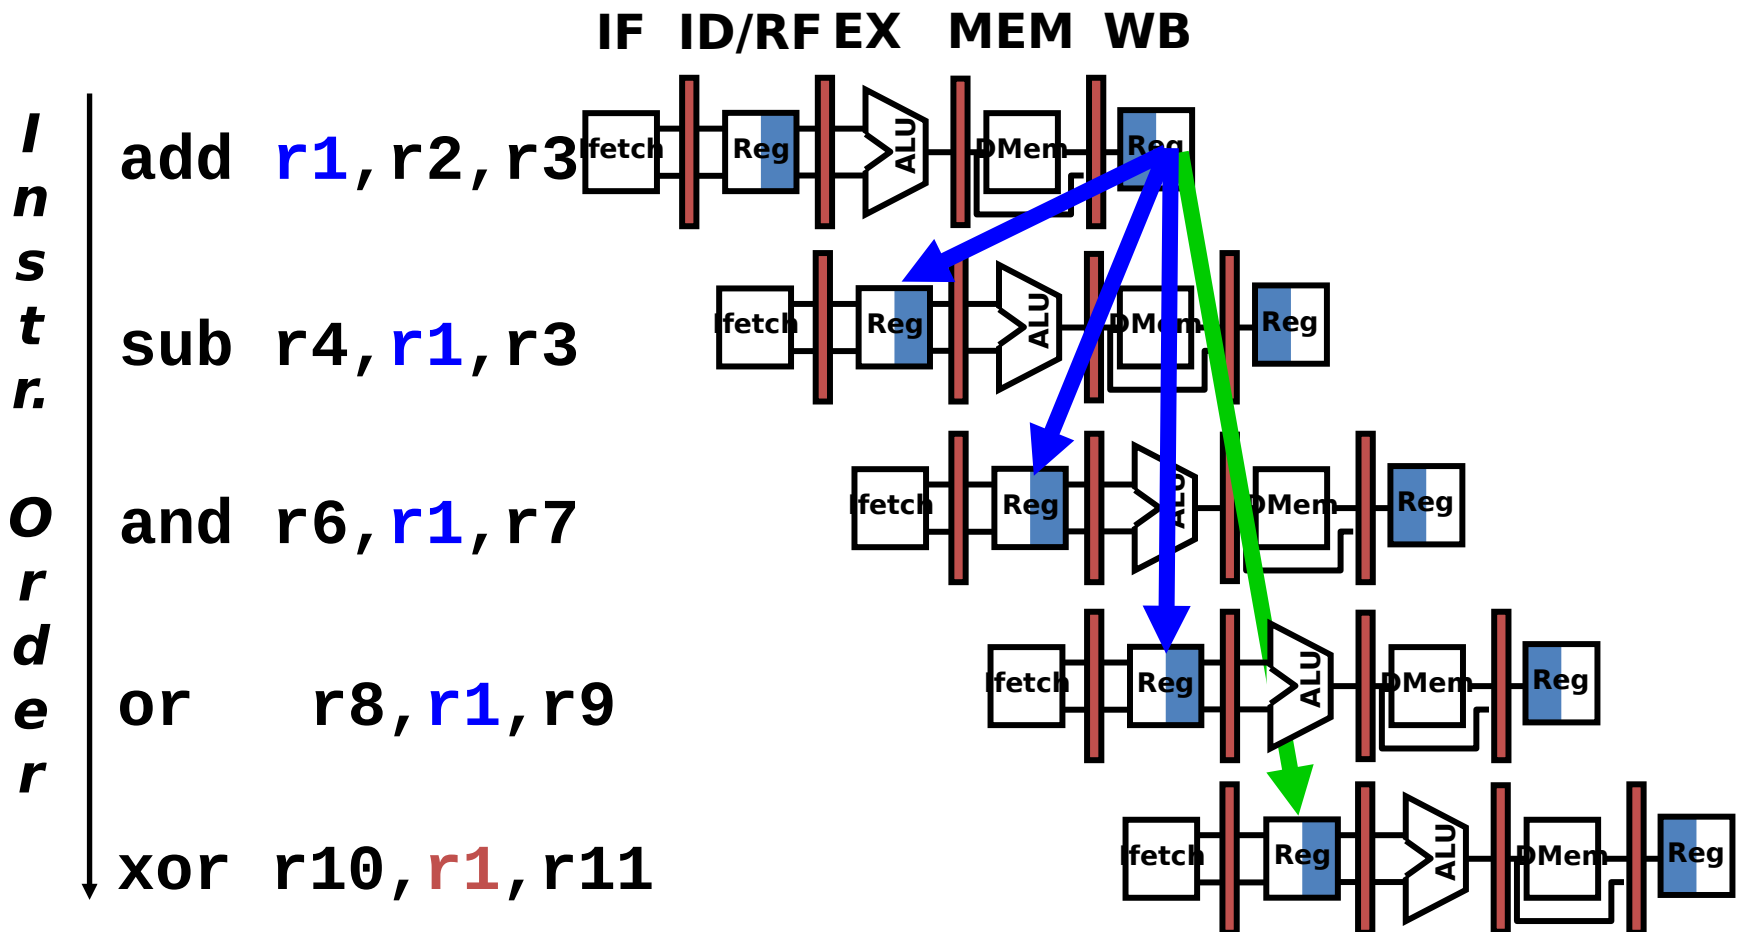 IF ID/RF EX MEM WB
Instr. Order
add r1,r2,r3
Ifetch Reg ALU DMem Reg
sub r4,r1,r3
Ifetch Reg ALU DMem Reg
and r6,r1,r7
Ifetch Reg ALU DMem Reg
or r8,r1,r9
Ifetch Reg ALU DMem Reg
xor r10,r1,r11
Ifetch Reg ALU DMem Reg